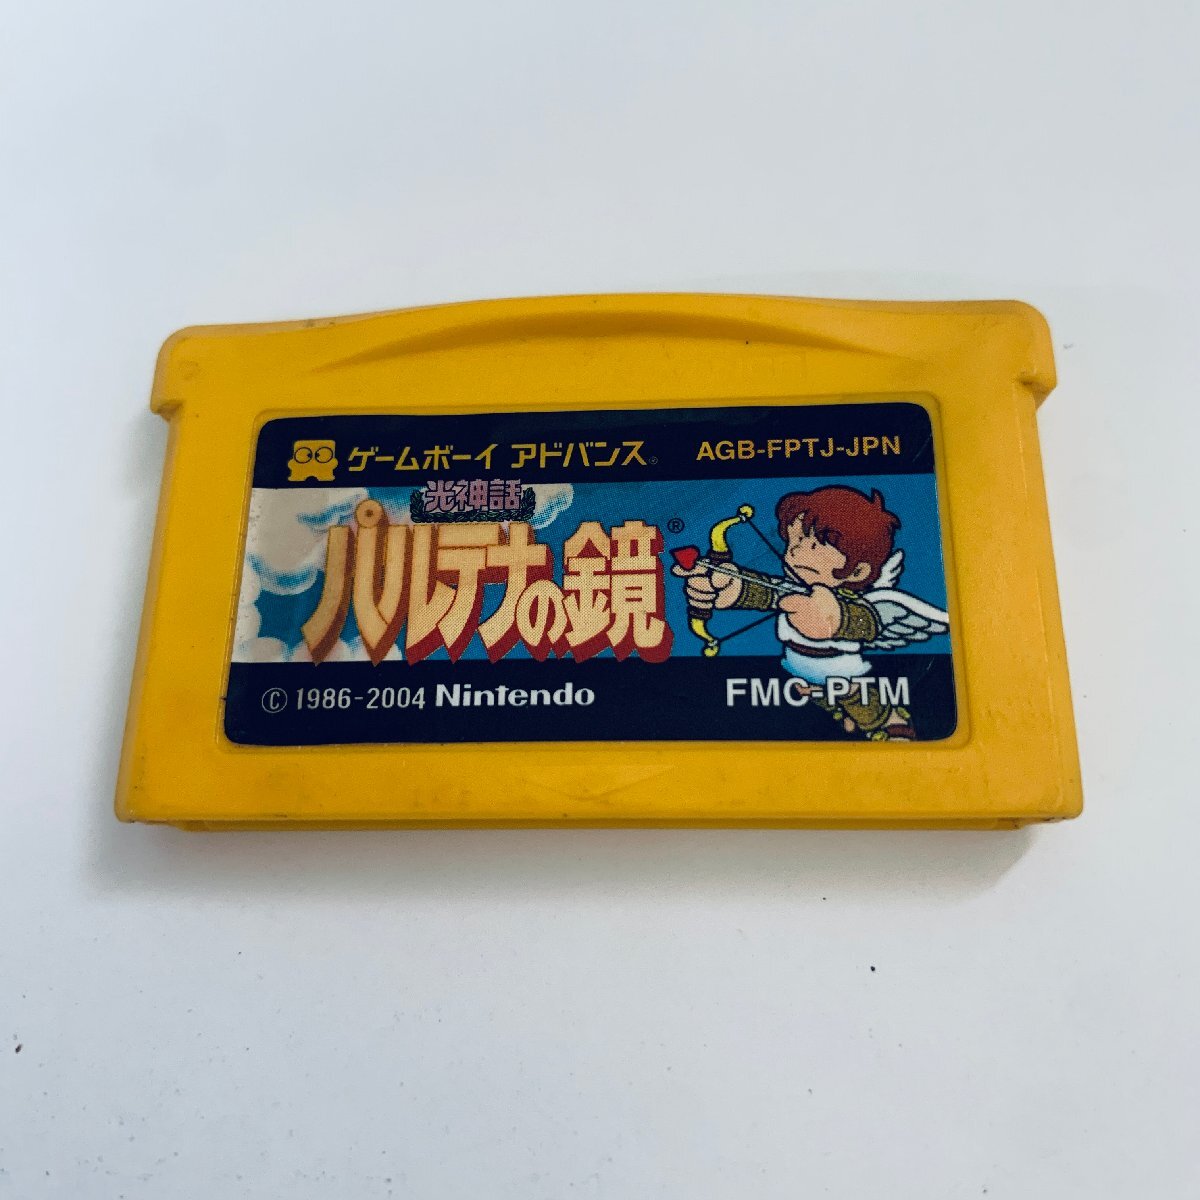 ゲームボーイ アドバンス. AGB-FPTJ-JPN
光神話
パルテナの鏡®
© 1986-2004 Nintendo FMC-PTM